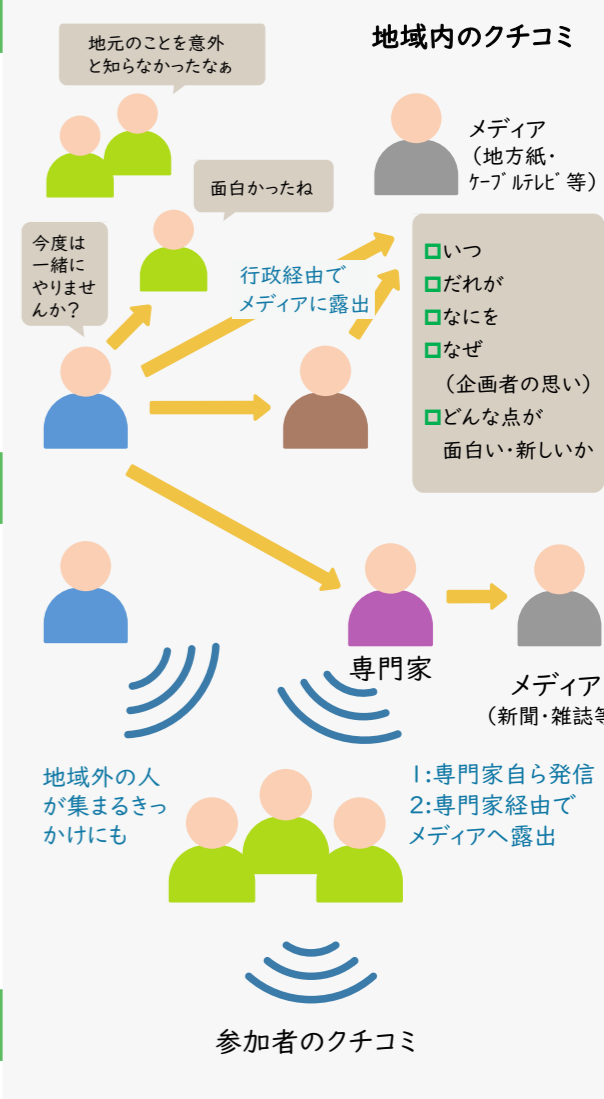 地域内のクチコミ
地元のことを意外
と知らなかったなぁ
メディア
（地方紙・
ｹｰﾌﾞﾙﾃﾚﾋﾞ等）
面白かったね
今度は
一緒に
やりませ
んか？
行政経由で
メディアに露出
いつ
だれが
なにを
なぜ
（企画者の思い）
どんな点が
面白い・新しいか
専門家
メディア
（新聞・雑誌等
地域外の人
が集まるきっ
かけにも
1:専門家自ら発信
2:専門家経由で
メディアへ露出
参加者のクチコミ